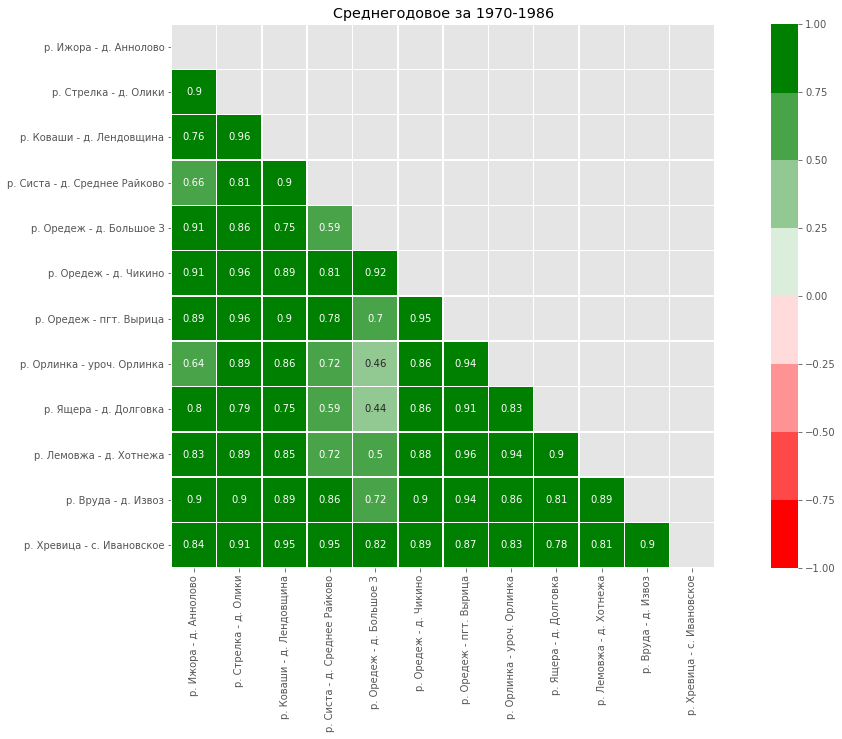 Среднегодовое за 1970-1986
р. Ижора - д. Аннолово
р. Стрелка - д. Олики
0.9
р. Коваши - д. Лендовщина
0.76 0.96
р. Систа - д. Среднее Райково
0.66 0.81 0.9
р. Оредеж - д. Большое З
0.91 0.86 0.75 0.59
р. Оредеж - д. Чикино
0.91 0.96 0.89 0.81 0.92
р. Оредеж - пгт. Вырица
0.89 0.96 0.9 0.78 0.7 0.95
р. Орлинка - уроч. Орлинка
0.64 0.89 0.86 0.72 0.46 0.86 0.94
р. Ящера - д. Долговка
0.8 0.79 0.75 0.59 0.44 0.86 0.91 0.83
р. Лемовжа - д. Хотнежа
0.83 0.89 0.85 0.72 0.5 0.88 0.96 0.94 0.9
р. Вруда - д. Извоз
0.9 0.9 0.89 0.86 0.72 0.9 0.94 0.86 0.81 0.89
р. Хревица - с. Ивановское
0.84 0.91 0.95 0.95 0.82 0.89 0.87 0.83 0.78 0.81 0.9
р. Ижора - д. Аннолово
р. Стрелка - д. Олики
р. Коваши - д. Лендовщина
р. Систа - д. Среднее Райково
р. Оредеж - д. Большое З
р. Оредеж - д. Чикино
р. Оредеж - пгт. Вырица
р. Орлинка - уроч. Орлинка
р. Ящера - д. Долговка
р. Лемовжа - д. Хотнежа
р. Вруда - д. Извоз
р. Хревица - с. Ивановское
1.00
0.75
0.50
0.25
0.00
−0.25
−0.50
−0.75
−1.00